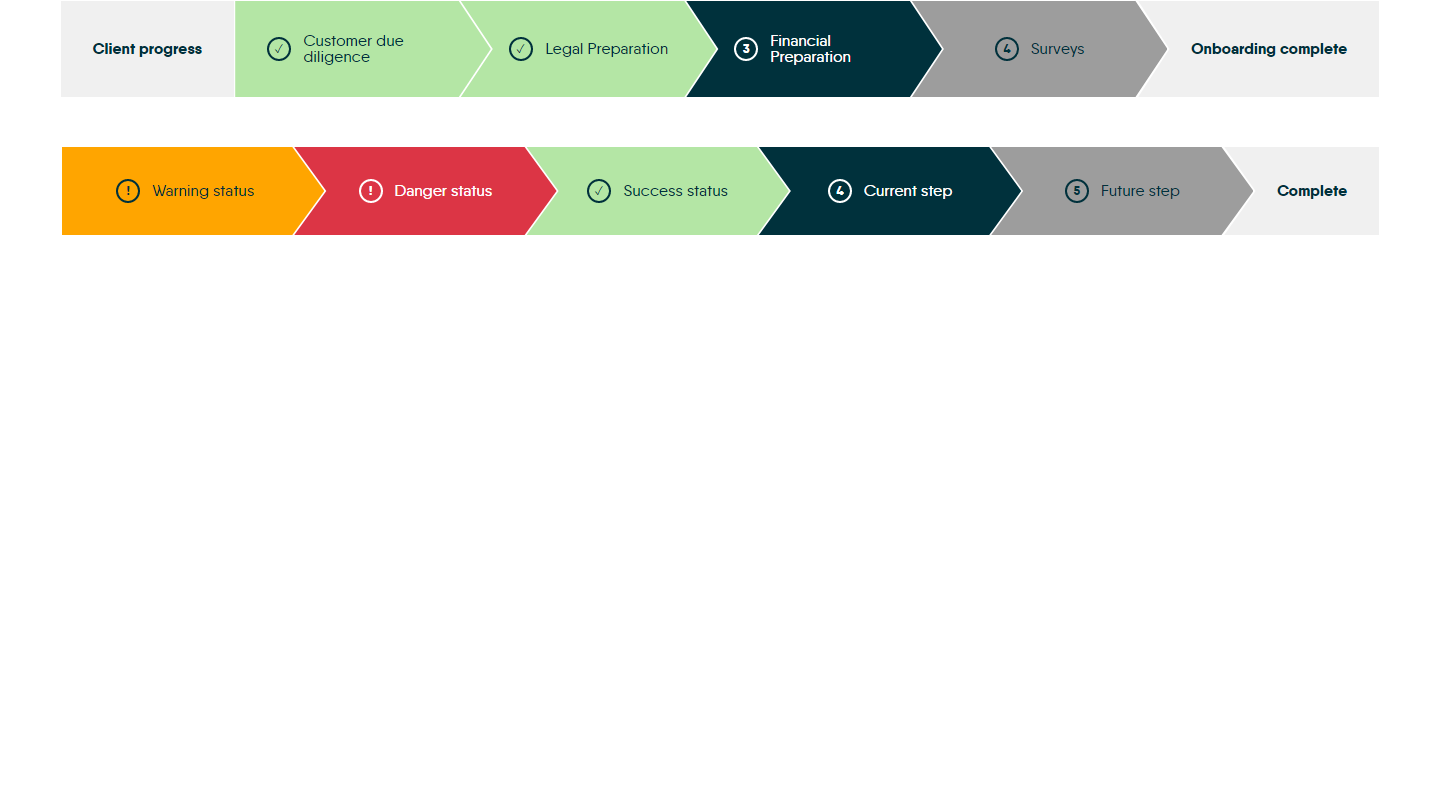 Client progress
✓ Customer due
diligence
✓ Legal Preparation
3 Financial
Preparation
4 Surveys
Onboarding complete
! Warning status
! Danger status
✓ Success status
4 Current step
5 Future step
Complete